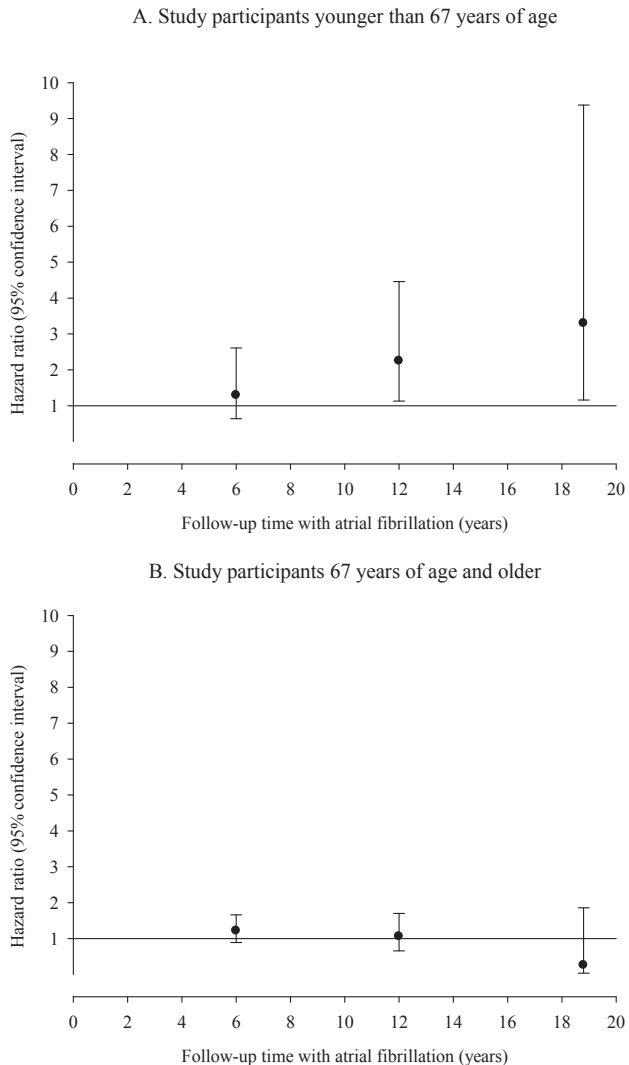 A. Study participants younger than 67 years of age
10
9
8
7
6
5
4
3
2
1
Hazard ratio (95% confidence interval)
0 2 4 6 8 10 12 14 16 18 20
Follow-up time with atrial fibrillation (years)
B. Study participants 67 years of age and older
10
9
8
7
6
5
4
3
2
1
Hazard ratio (95% confidence interval)
0 2 4 6 8 10 12 14 16 18 20
Follow-up time with atrial fibrillation (years)